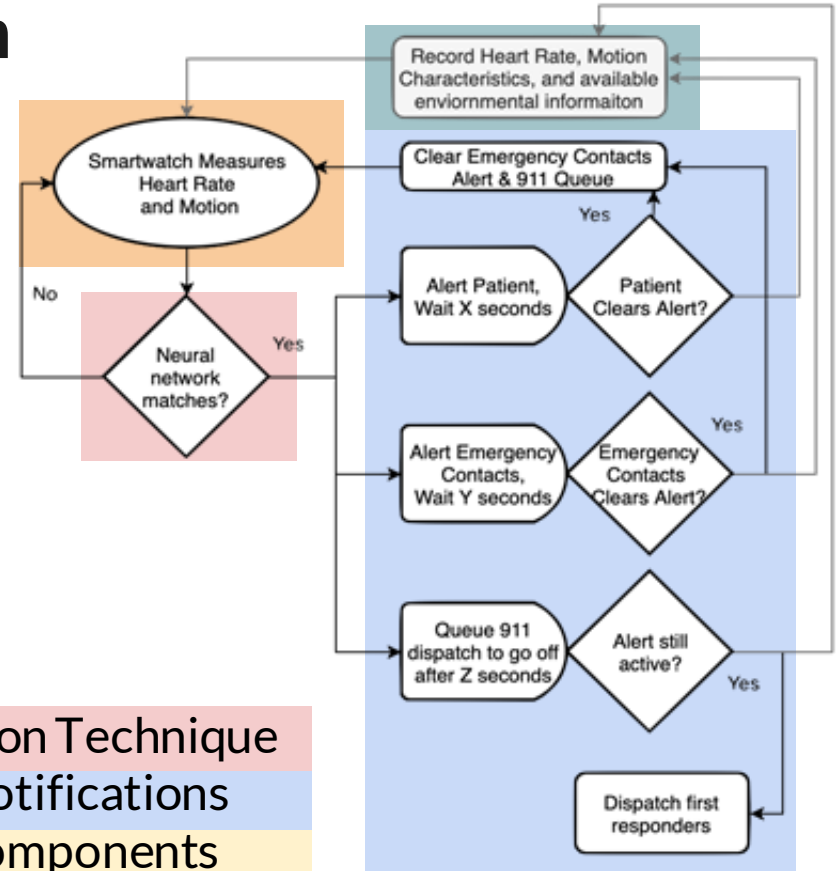 n
Record Heart Rate, Motion
Characteristics, and available
enviornmental informaiton
Smartwatch Measures
Heart Rate
and Motion
Clear Emergency Contacts
Alert & 911 Queue
Yes
Alert Patient,
Wait X seconds
Patient
Clears Alert?
No
Neural
network
matches?
Yes
Alert Emergency
Contacts,
Wait Y seconds
Emergency
Contacts
Clears Alert?
Yes
Queue 911
dispatch to go off
after Z seconds
Alert still
active?
Yes
Dispatch first
responders
on Technique
otifications
omponents